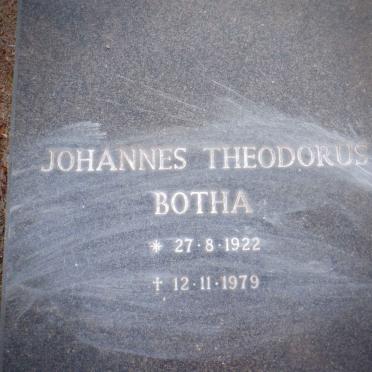 JOHANNES THEODORUS
BOTHA
* 27·8·1922
† 12·11·1979